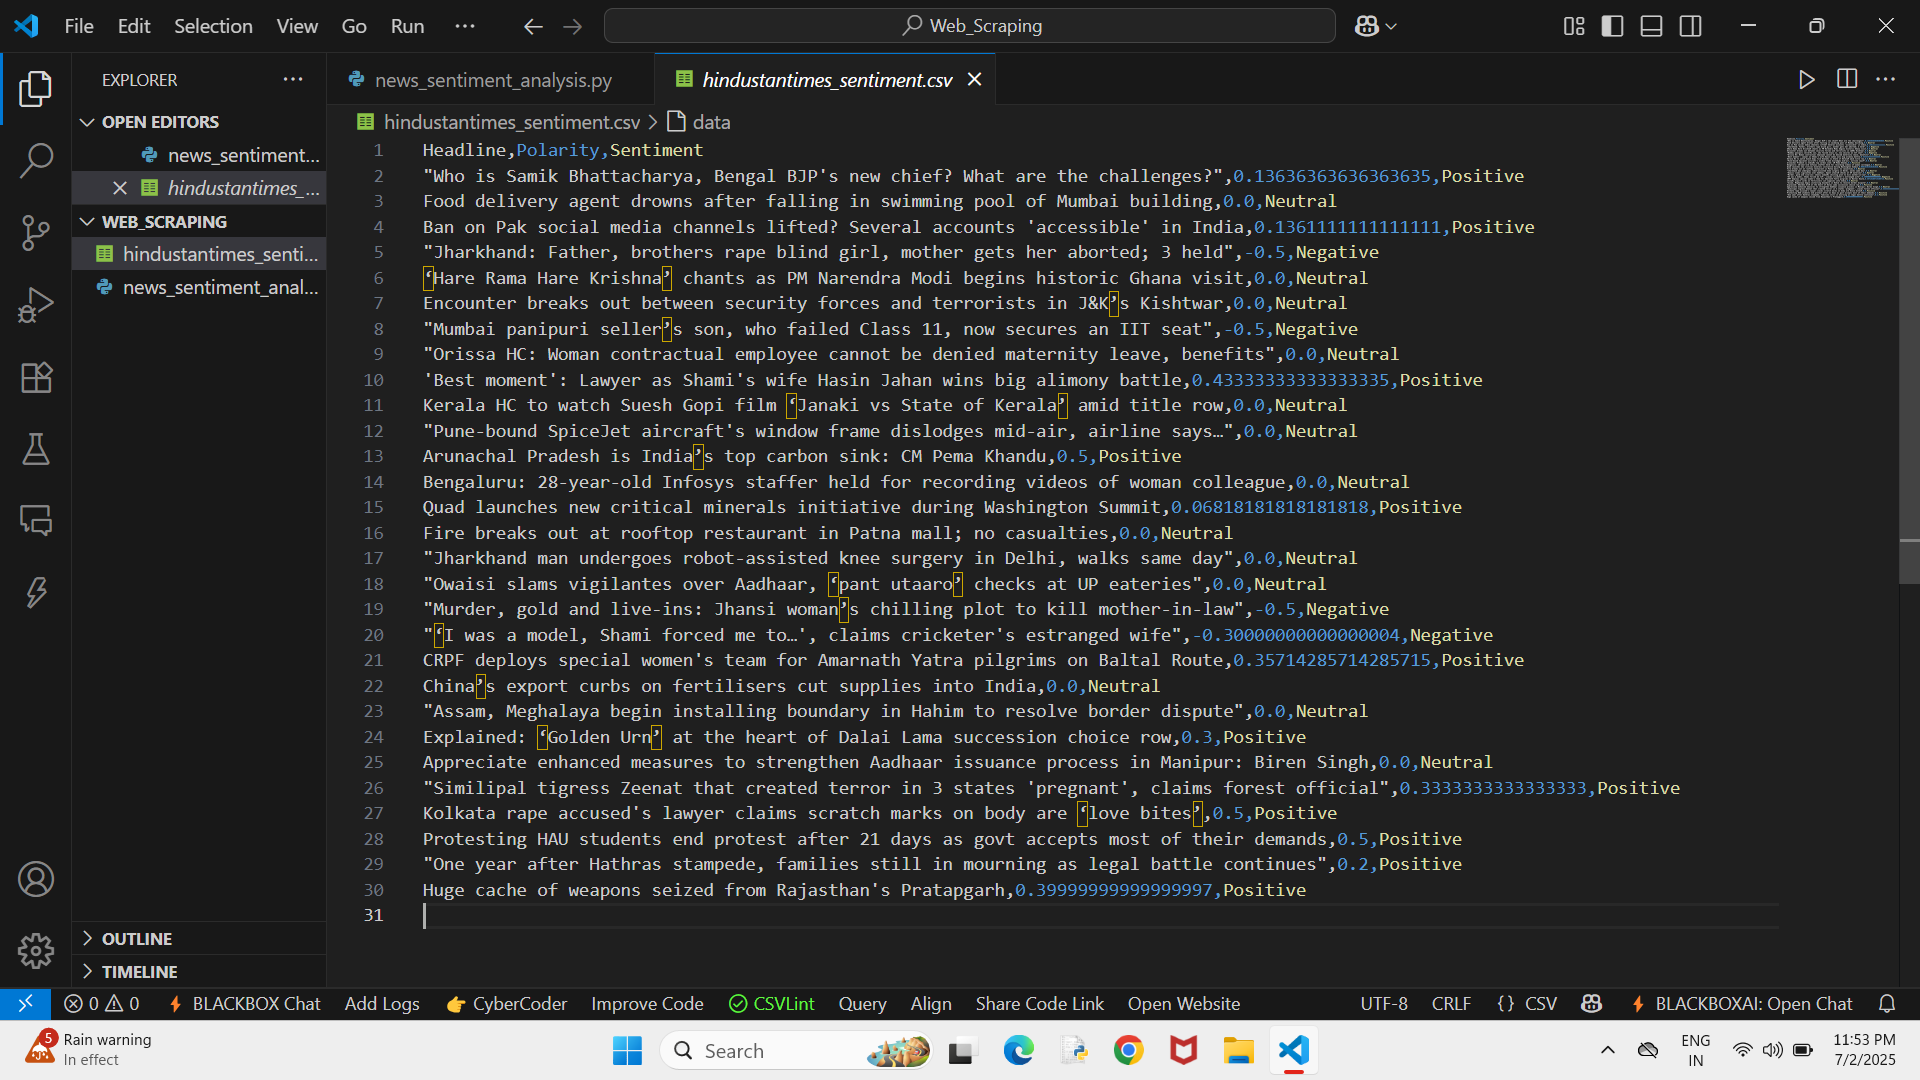 File Edit Selection View Go Run ··· Web_Scraping
EXPLORER ···
OPEN EDITORS
news_sentiment...
hindustantimes_...
WEB_SCRAPING
hindustantimes_senti...
news_sentiment_anal...
OUTLINE
TIMELINE
news_sentiment_analysis.py hindustantimes_sentiment.csv
hindustantimes_sentiment.csv > data
1 Headline,Polarity,Sentiment
2 "Who is Samik Bhattacharya, Bengal BJP's new chief? What are the challenges?",0.13636363636363635,Positive
3 Food delivery agent drowns after falling in swimming pool of Mumbai building,0.0,Neutral
4 Ban on Pak social media channels lifted? Several accounts 'accessible' in India,0.1361111111111111,Positive
5 "Jharkhand: Father, brothers rape blind girl, mother gets her aborted; 3 held",-0.5,Negative
6 ‘Hare Rama Hare Krishna’ chants as PM Narendra Modi begins historic Ghana visit,0.0,Neutral
7 Encounter breaks out between security forces and terrorists in J&K’s Kishtwar,0.0,Neutral
8 "Mumbai panipuri seller’s son, who failed Class 11, now secures an IIT seat",-0.5,Negative
9 "Orissa HC: Woman contractual employee cannot be denied maternity leave, benefits",0.0,Neutral
10 'Best moment': Lawyer as Shami's wife Hasin Jahan wins big alimony battle,0.43333333333333335,Positive
11 Kerala HC to watch Suesh Gopi film ‘Janaki vs State of Kerala’ amid title row,0.0,Neutral
12 "Pune-bound SpiceJet aircraft's window frame dislodges mid-air, airline says…",0.0,Neutral
13 Arunachal Pradesh is India’s top carbon sink: CM Pema Khandu,0.5,Positive
14 Bengaluru: 28-year-old Infosys staffer held for recording videos of woman colleague,0.0,Neutral
15 Quad launches new critical minerals initiative during Washington Summit,0.06818181818181818,Positive
16 Fire breaks out at rooftop restaurant in Patna mall; no casualties,0.0,Neutral
17 "Jharkhand man undergoes robot-assisted knee surgery in Delhi, walks same day",0.0,Neutral
18 "Owaisi slams vigilantes over Aadhaar, ‘pant utaaro’ checks at UP eateries",0.0,Neutral
19 "Murder, gold and live-ins: Jhansi woman’s chilling plot to kill mother-in-law",-0.5,Negative
20 "‘I was a model, Shami forced me to…', claims cricketer's estranged wife",-0.30000000000000004,Negative
21 CRPF deploys special women's team for Amarnath Yatra pilgrims on Baltal Route,0.35714285714285715,Positive
22 China’s export curbs on fertilisers cut supplies into India,0.0,Neutral
23 "Assam, Meghalaya begin installing boundary in Hahim to resolve border dispute",0.0,Neutral
24 Explained: ‘Golden Urn’ at the heart of Dalai Lama succession choice row,0.3,Positive
25 Appreciate enhanced measures to strengthen Aadhaar issuance process in Manipur: Biren Singh,0.0,Neutral
26 "Similipal tigress Zeenat that created terror in 3 states 'pregnant', claims forest official",0.3333333333333333,Positive
27 Kolkata rape accused's lawyer claims scratch marks on body are ‘love bites’,0.5,Positive
28 Protesting HAU students end protest after 21 days as govt accepts most of their demands,0.5,Positive
29 "One year after Hathras stampede, families still in mourning as legal battle continues",0.2,Positive
30 Huge cache of weapons seized from Rajasthan's Pratapgarh,0.39999999999999997,Positive
31
0 0 BLACKBOX Chat Add Logs CyberCoder Improve Code CSVLint Query Align Share Code Link Open Website UTF-8 CRLF {} CSV BLACKBOXAI: Open Chat
5 Rain warning
In effect
Search
ENG
IN
11:53 PM
7/2/2025